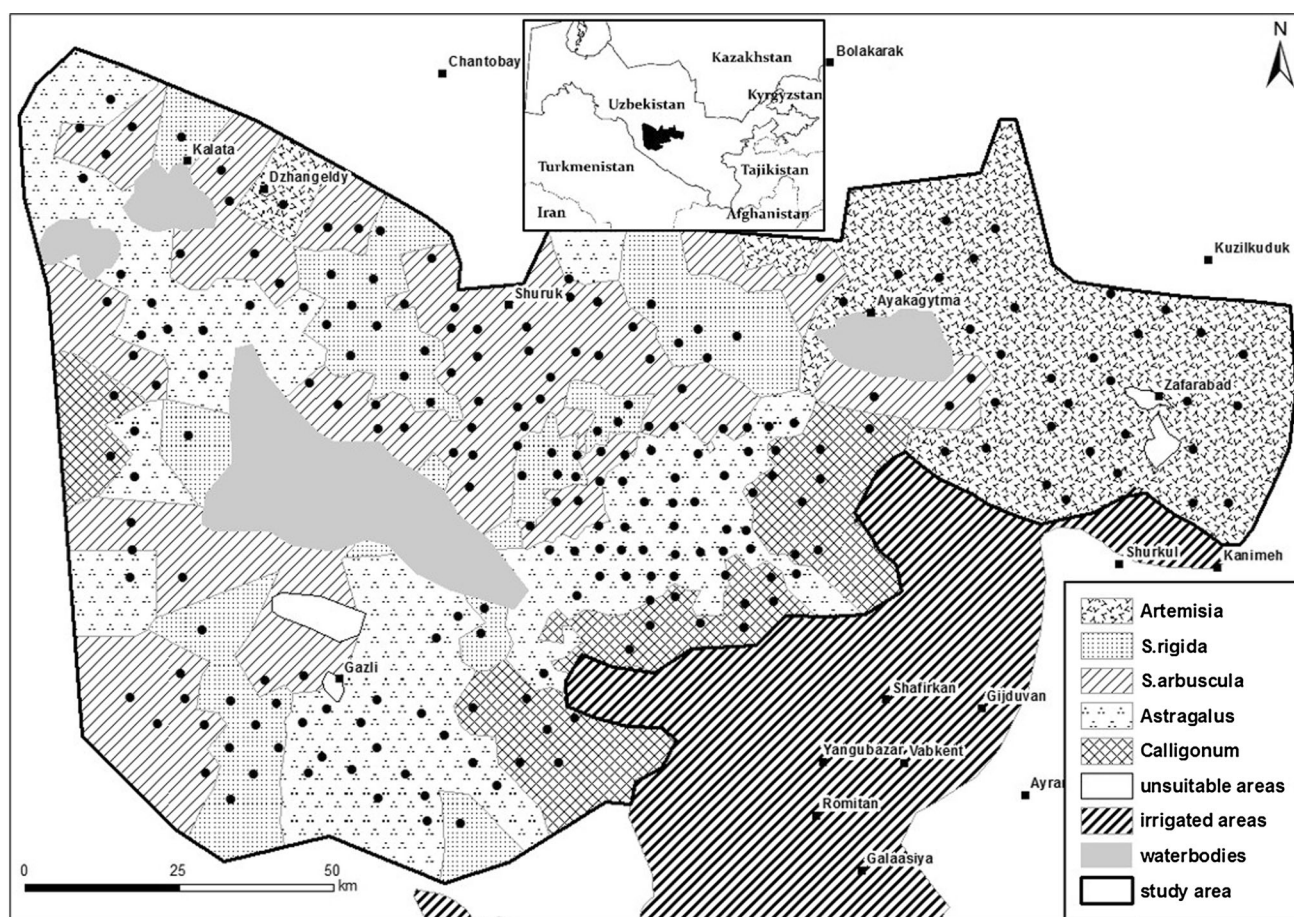 N
Chantobay
Kazakhstan
Bolakarak
Uzbekistan
Kyrgyzstan
Turkmenistan
Tajikistan
Iran
Afghanistan
Kalata
Dzhangeldy
Kuzilkuduk
Shuruk
Ayakagytma
Zafarabad
Shurkul
Kanimeh
Gazli
Shafirkan
Gijduvan
Yangubazar
Vabkent
Ayran
Romitan
Galaasiya
Artemisia
S.rigida
S.arbuscula
Astragalus
Calligonum
unsuitable areas
irrigated areas
waterbodies
study area
0 25 50
km